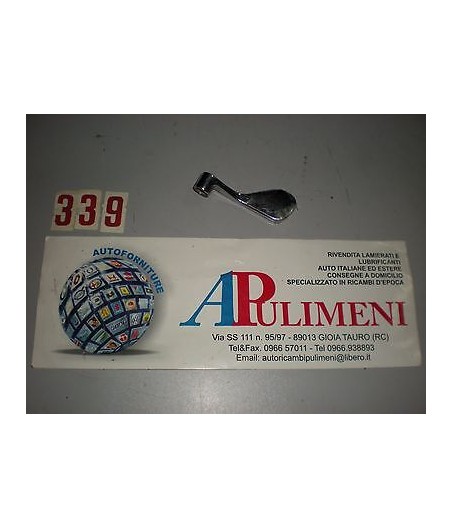 339
AUTOFORNITURE
RIVENDITA LAMIERATI E
LUBRIFICANTI
AUTO ITALIANE ED ESTERE
CONSEGNE A DOMICILIO
SPECIALIZZATO IN RICAMBI D'EPOCA
APULIMENI
Via SS 111 n. 95/97 - 89013 GIOIA TAURO (RC)
Tel&Fax. 0966 57011 - Tel 0966.938893
Email: autoricambipulimeni@libero.it